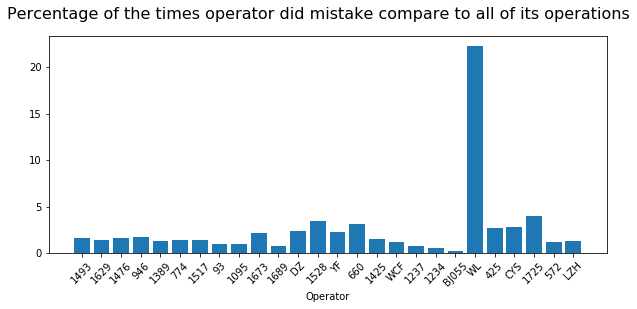 Percentage of the times operator did mistake compare to all of its operations
20
15
10
5
0
1493 1629 1476 946 1389 774 1517 93 1095 1673 1689 DZ 1528 YF 660 1425 WCF 1237 1234 BJ055 WL 425 CYS 1725 572 LZH
Operator